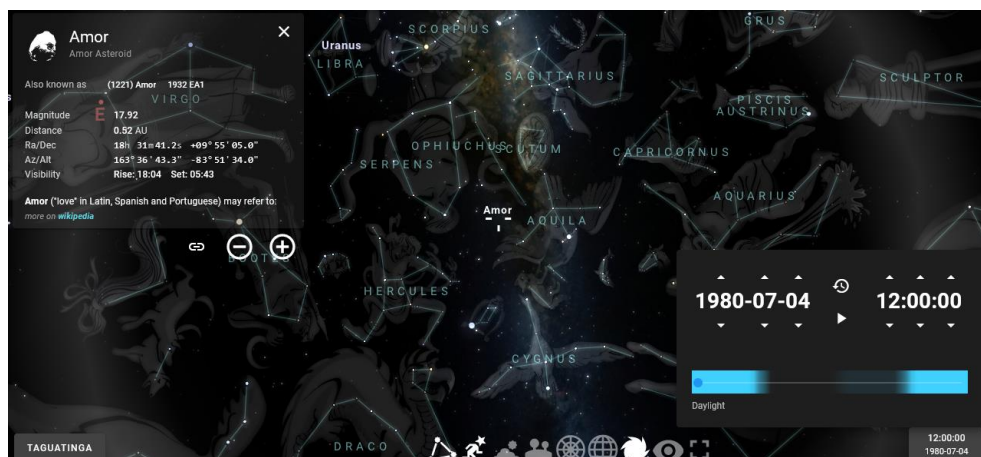 Amor
Amor Asteroid
Also known as (1221) Amor 1932 EA1
Magnitude 17.92
Distance 0.52 AU
Ra/Dec 18h 31m41.2s +09°55'05.0"
Az/Alt 163°36'43.3" -83°51'34.0"
Visibility Rise: 18:04 Set: 05:43
Amor ("love" in Latin, Spanish and Portuguese) may refer to:
more on wikipedia
VIRGO
E
s
BOOTES
SCORPIUS
Uranus
LIBRA
SAGITTARIUS
GRUS
SCULPTOR
PISCIS
AUSTRINUS
OPHIUCHUS
SCUTUM
SERPENS
CAPRICORNUS
AQUARIUS
Amor
AQUILA
HERCULES
CYGNUS
DRACO
1980-07-04 12:00:00
Daylight
TAGUATINGA
12:00:00
1980-07-04